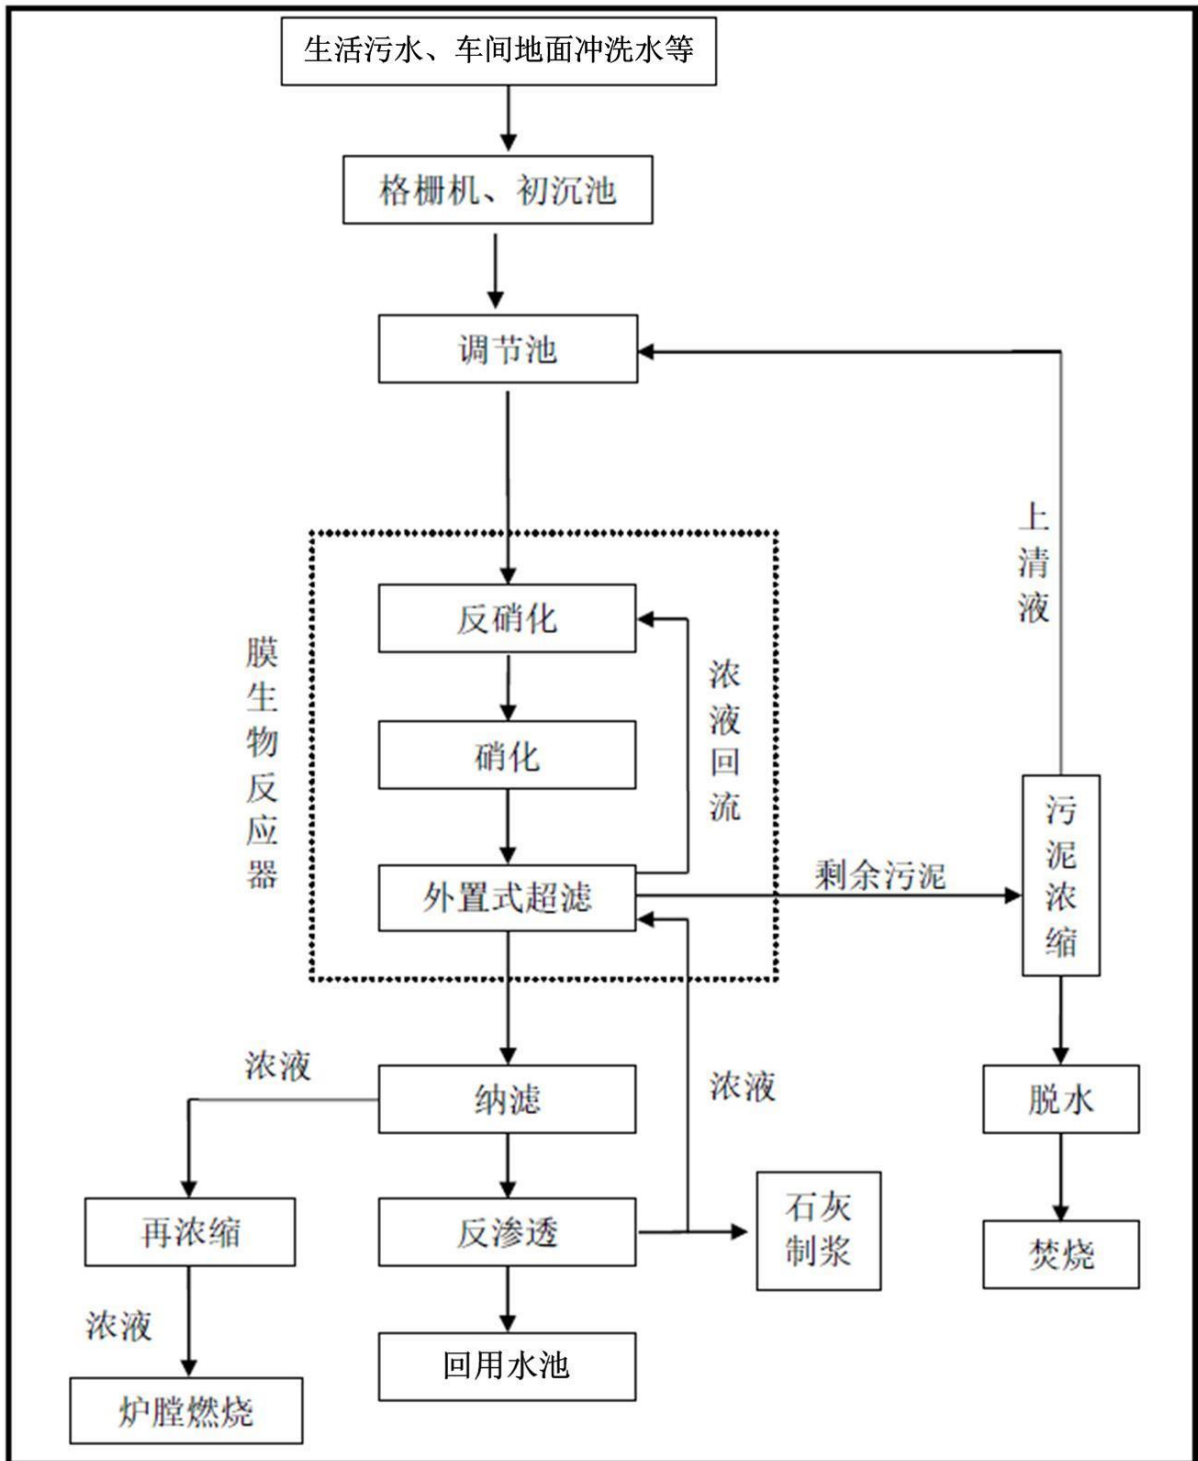 生活污水、车间地面冲洗水等
格栅机、初沉池
调节池
上清液
反硝化
膜生物反应器
浓液回流
硝化
外置式超滤
剩余污泥
污泥浓缩
浓液
纳滤
浓液
脱水
再浓缩
反渗透
石灰
制浆
焚烧
浓液
回用水池
炉膛燃烧